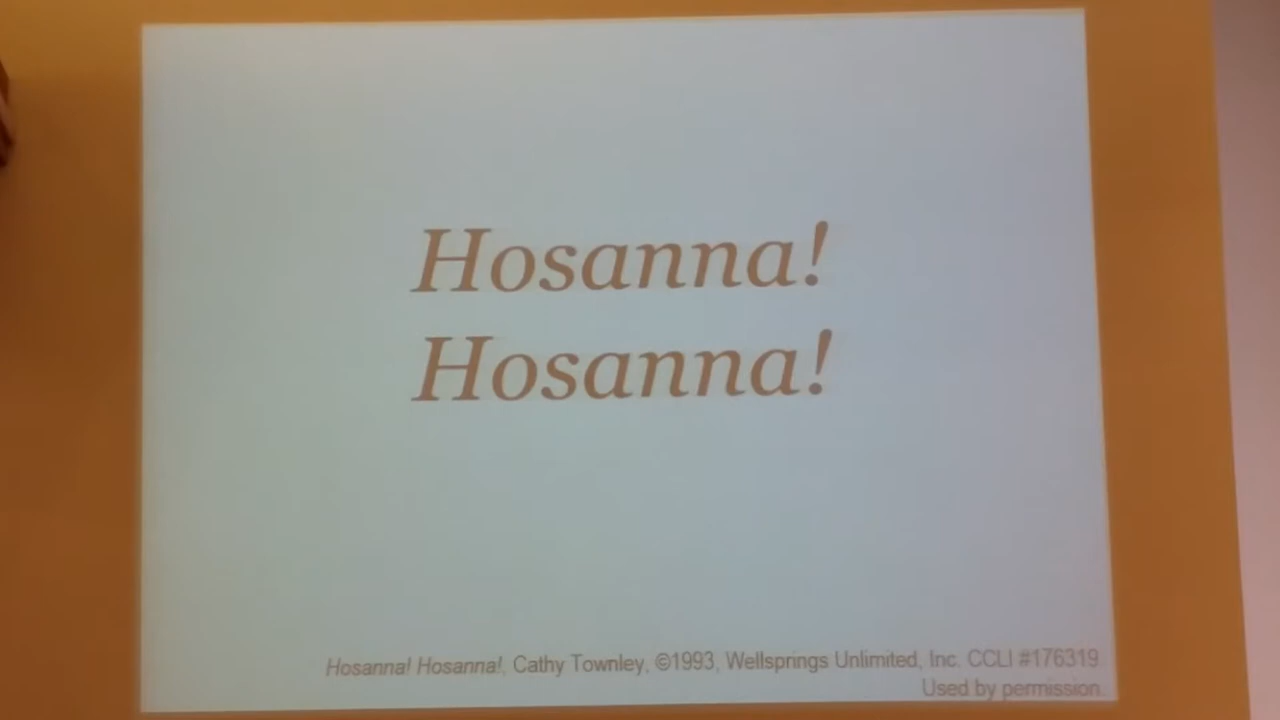 Hosanna!
Hosanna!
Hosanna! Hosanna!, Cathy Townley, ©1993, Wellsprings Unlimited, Inc. CCLI #176319
Used by permission.